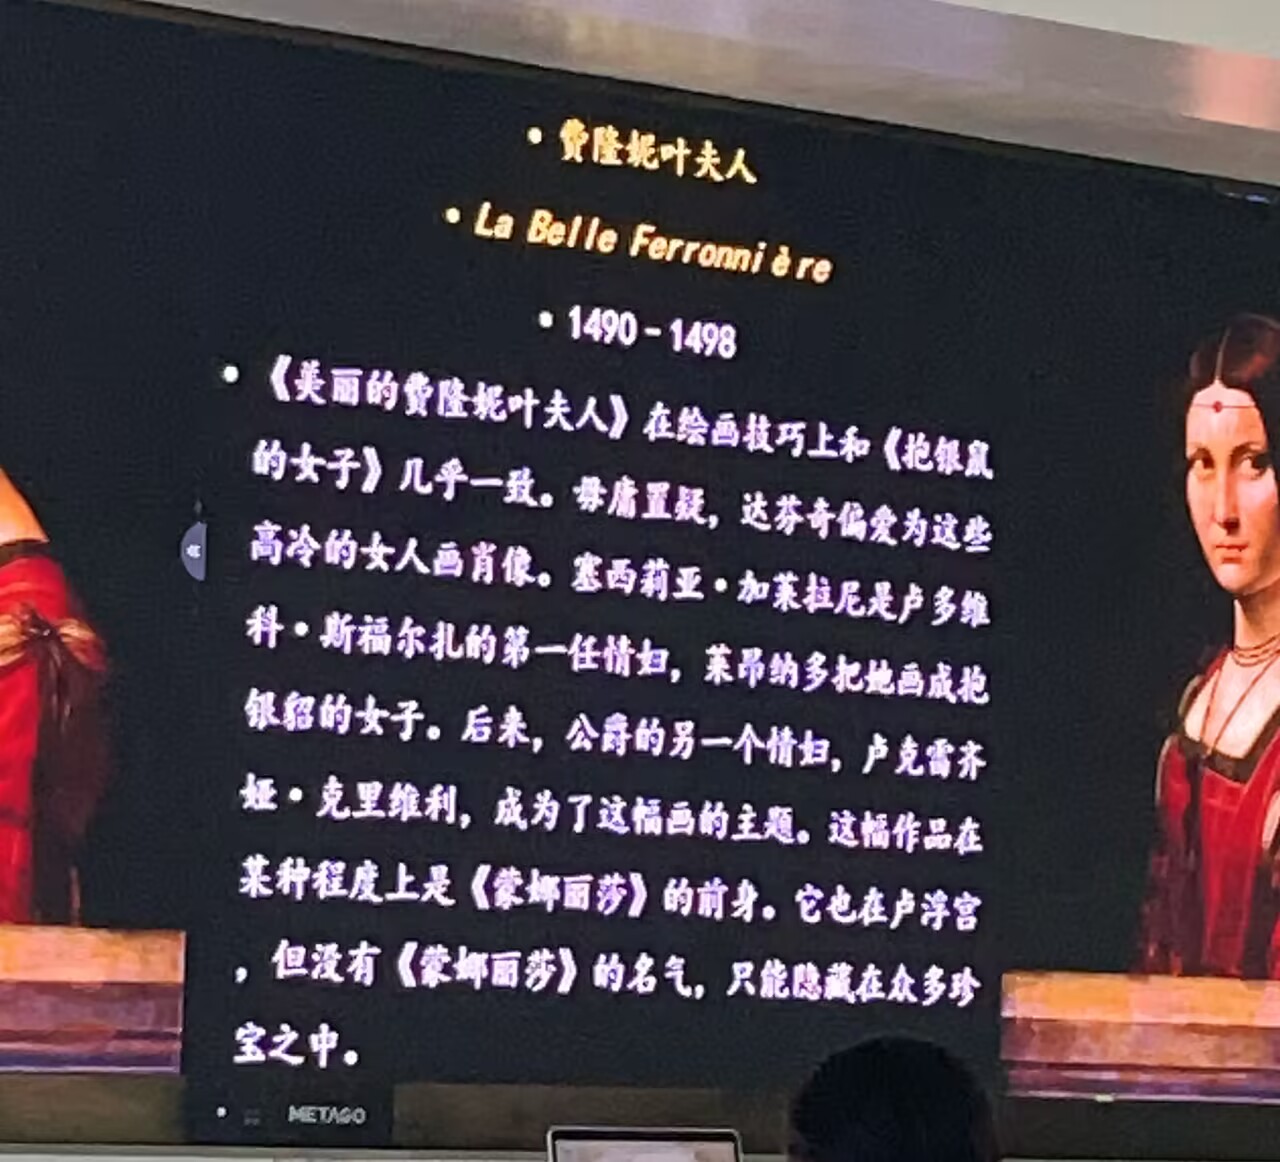 • 费隆妮叶夫人
• La Belle Ferronnière
• 1490-1498
• 《美丽的费隆妮叶夫人》在绘画技巧上和《抱银鼠
的女子》几乎一致。毋庸置疑，达芬奇偏爱为这些
高冷的女人画肖像。塞西莉亚·加莱拉尼是卢多维
科·斯福尔扎的第一任情妇，莱昂纳多把她画成抱
银貂的女子。后来，公爵的另一个情妇，卢克雷齐
娅·克里维利，成为了这幅画的主题。这幅作品在
某种程度上是《蒙娜丽莎》的前身。它也在卢浮宫
，但没有《蒙娜丽莎》的名气，只能隐藏在众多珍
宝之中。
METAGO